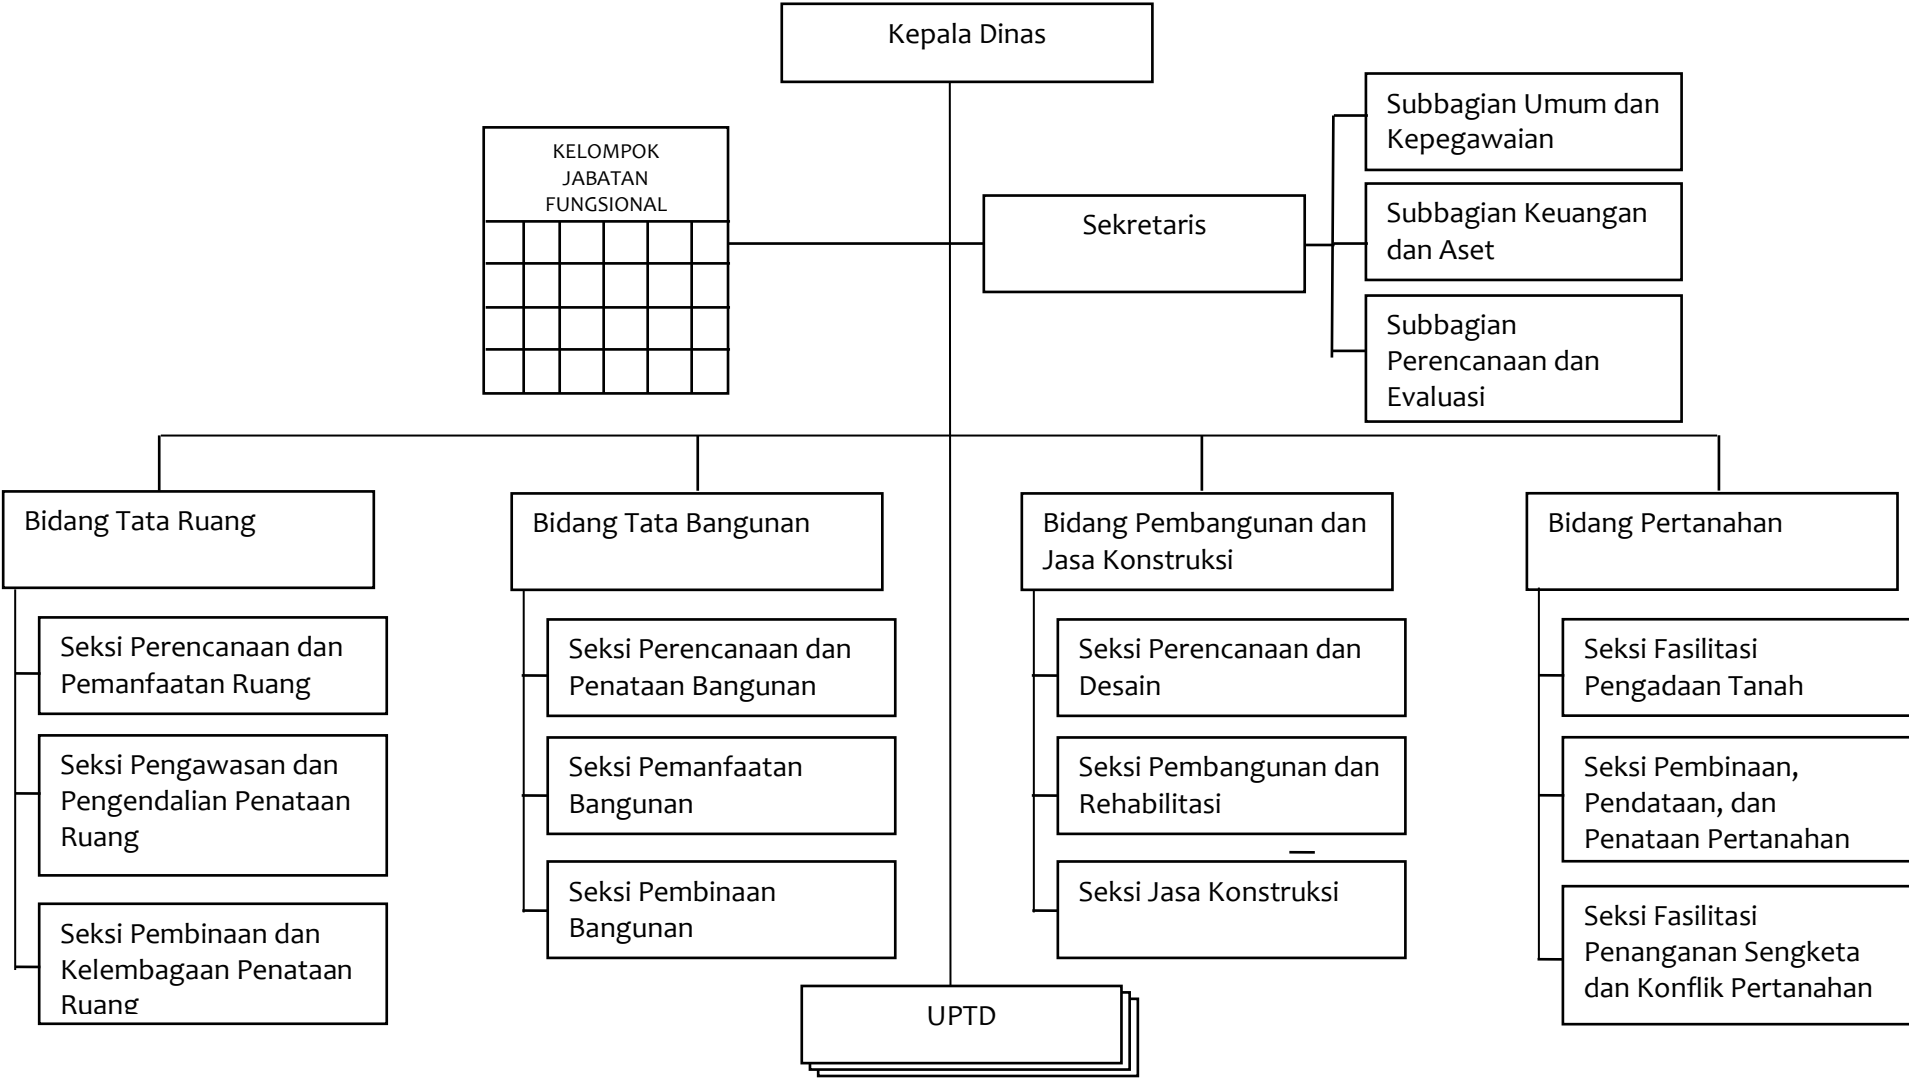 Kepala Dinas
KELOMPOK
JABATAN
FUNGSIONAL
Sekretaris
Subbagian Umum dan
Kepegawaian
Subbagian Keuangan
dan Aset
Subbagian
Perencanaan dan
Evaluasi
Bidang Tata Ruang
Seksi Perencanaan dan
Pemanfaatan Ruang
Seksi Pengawasan dan
Pengendalian Penataan
Ruang
Seksi Pembinaan dan
Kelembagaan Penataan
Ruang
Bidang Tata Bangunan
Seksi Perencanaan dan
Penataan Bangunan
Seksi Pemanfaatan
Bangunan
Seksi Pembinaan
Bangunan
Bidang Pembangunan dan
Jasa Konstruksi
Seksi Perencanaan dan
Desain
Seksi Pembangunan dan
Rehabilitasi
Seksi Jasa Konstruksi
Bidang Pertanahan
Seksi Fasilitasi
Pengadaan Tanah
Seksi Pembinaan,
Pendataan, dan
Penataan Pertanahan
Seksi Fasilitasi
Penanganan Sengketa
dan Konflik Pertanahan
UPTD